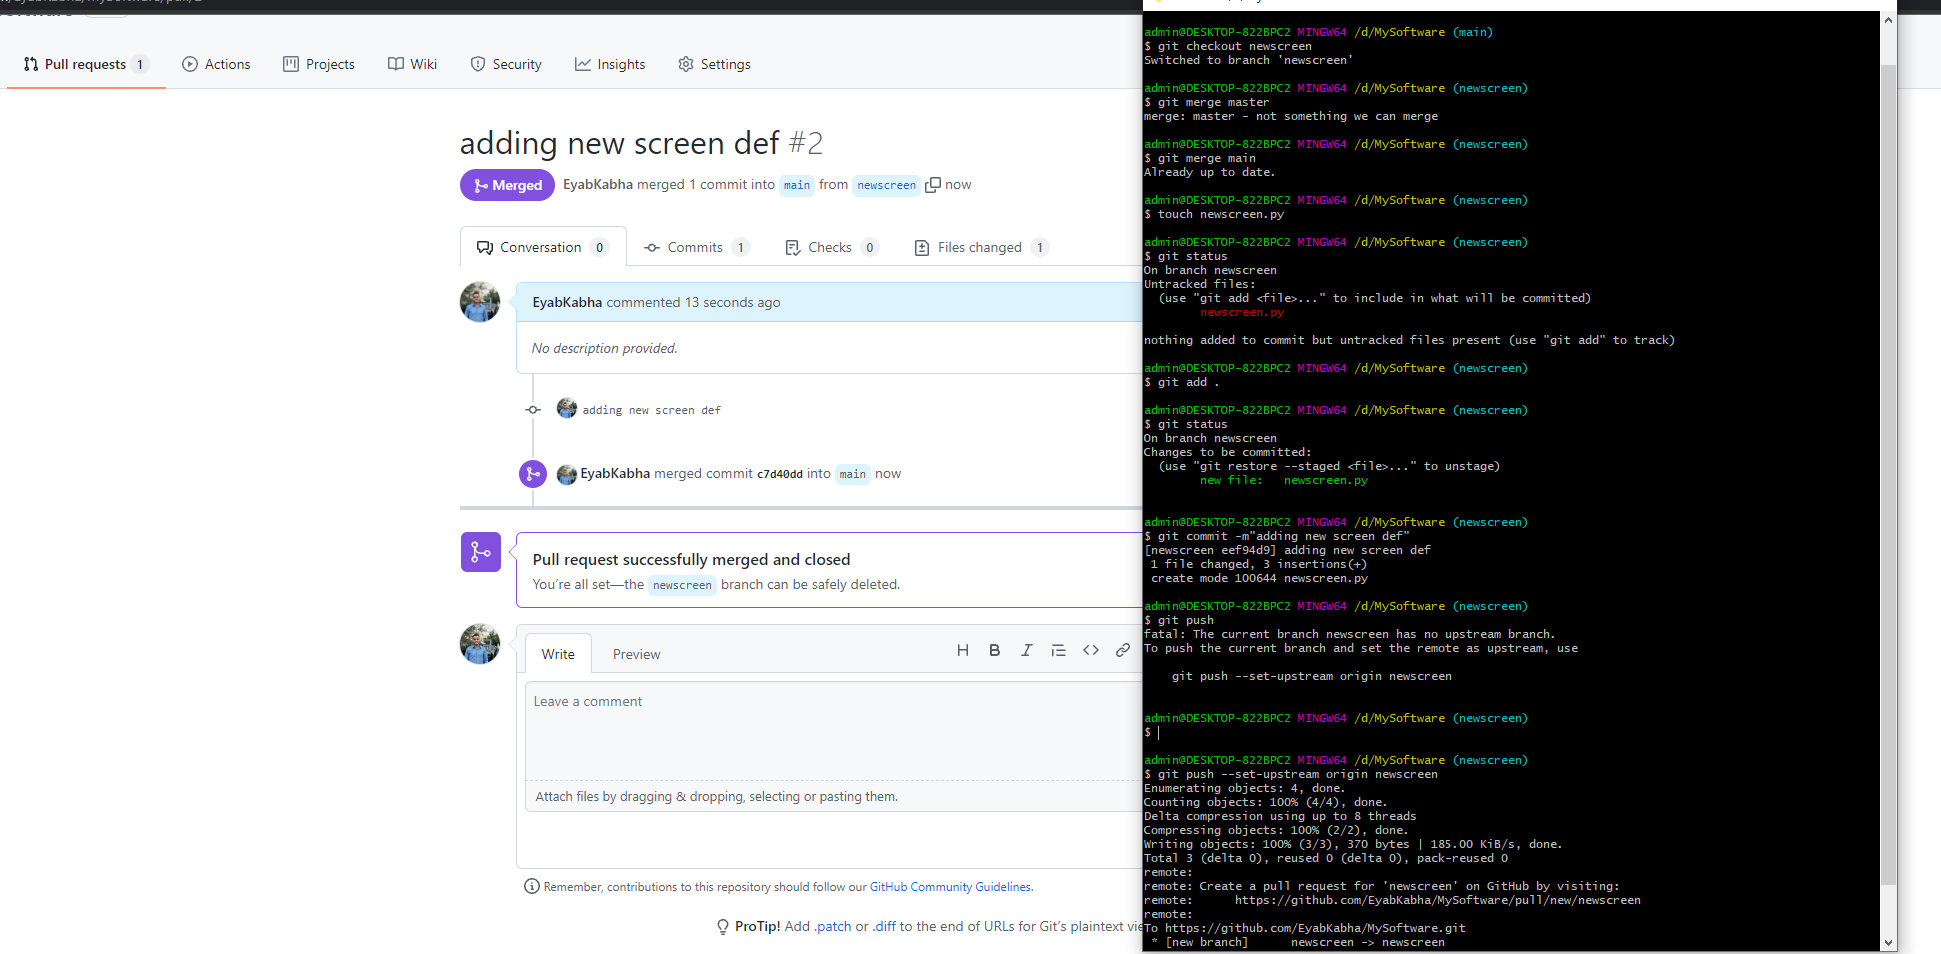 Pull requests 1 Actions Projects Wiki Security Insights Settings
adding new screen def #2
Merged EyabKabha merged 1 commit into main from newscreen now
Conversation 0 Commits 1 Checks 0 Files changed 1
EyabKabha commented 13 seconds ago
No description provided.
adding new screen def
EyabKabha merged commit c7d40dd into main now
Pull request successfully merged and closed
You're all set—the newscreen branch can be safely deleted.
Write Preview
Leave a comment
Attach files by dragging & dropping, selecting or pasting them.
Remember, contributions to this repository should follow our GitHub Community Guidelines.
ProTip! Add .patch or .diff to the end of URLs for Git's plaintext
admin@DESKTOP-822BPC2 MINGW64 /d/MySoftware (main)
$ git checkout newscreen
Switched to branch 'newscreen'
admin@DESKTOP-822BPC2 MINGW64 /d/MySoftware (newscreen)
$ git merge master
merge: master - not something we can merge
admin@DESKTOP-822BPC2 MINGW64 /d/MySoftware (newscreen)
$ git merge main
Already up to date.
admin@DESKTOP-822BPC2 MINGW64 /d/MySoftware (newscreen)
$ touch newscreen.py
admin@DESKTOP-822BPC2 MINGW64 /d/MySoftware (newscreen)
$ git status
On branch newscreen
Untracked files:
(use "git add <file>..." to include in what will be committed)
newscreen.py
nothing added to commit but untracked files present (use "git add" to track)
admin@DESKTOP-822BPC2 MINGW64 /d/MySoftware (newscreen)
$ git add .
admin@DESKTOP-822BPC2 MINGW64 /d/MySoftware (newscreen)
$ git status
On branch newscreen
Changes to be committed:
(use "git restore --staged <file>..." to unstage)
new file: newscreen.py
admin@DESKTOP-822BPC2 MINGW64 /d/MySoftware (newscreen)
$ git commit -m"adding new screen def"
[newscreen eef94d9] adding new screen def
1 file changed, 3 insertions(+)
create mode 100644 newscreen.py
admin@DESKTOP-822BPC2 MINGW64 /d/MySoftware (newscreen)
$ git push
fatal: The current branch newscreen has no upstream branch.
To push the current branch and set the remote as upstream, use
git push --set-upstream origin newscreen
admin@DESKTOP-822BPC2 MINGW64 /d/MySoftware (newscreen)
$
admin@DESKTOP-822BPC2 MINGW64 /d/MySoftware (newscreen)
$ git push --set-upstream origin newscreen
Enumerating objects: 4, done.
Counting objects: 100% (4/4), done.
Delta compression using up to 8 threads
Compressing objects: 100% (2/2), done.
Writing objects: 100% (3/3), 370 bytes | 185.00 KiB/s, done.
Total 3 (delta 0), reused 0 (delta 0), pack-reused 0
remote:
remote: Create a pull request for 'newscreen' on GitHub by visiting:
remote: https://github.com/EyabKabha/MySoftware/pull/new/newscreen
remote:
To https://github.com/EyabKabha/MySoftware.git
* [new branch] newscreen -> newscreen